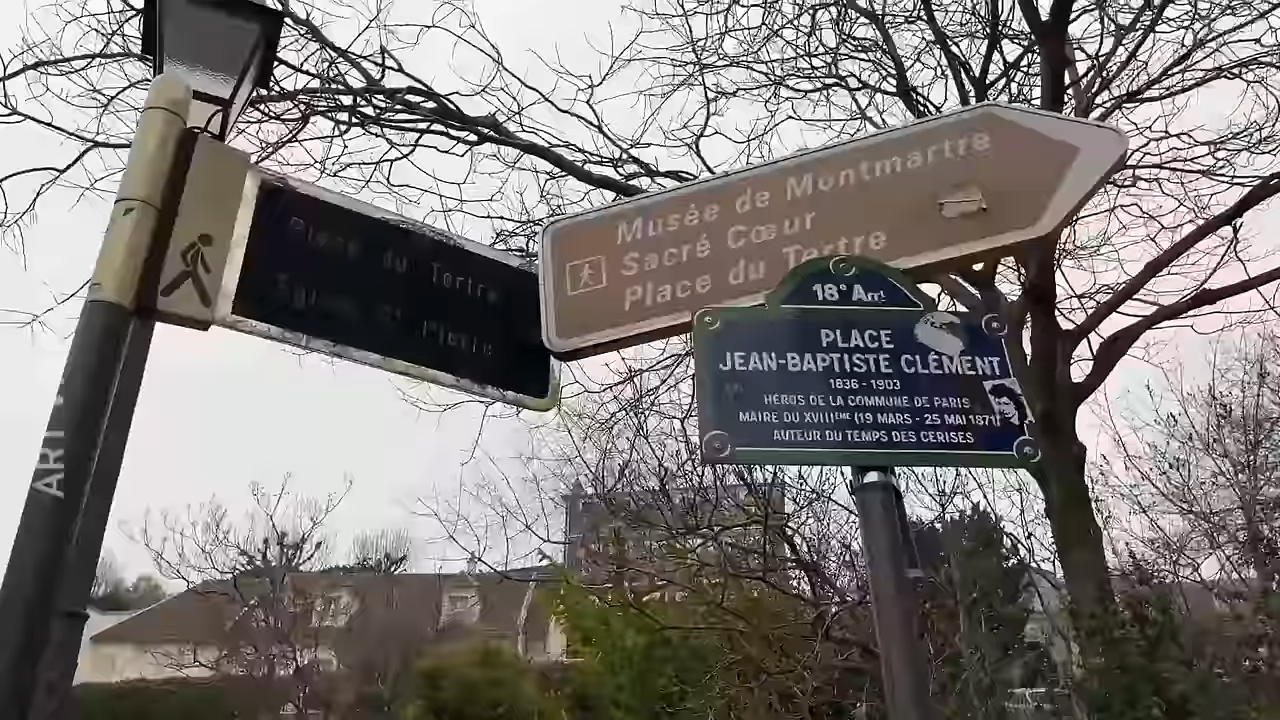 Place du Tertre
Musée de Montmartre
Sacré Cœur
Place du Tertre
18e Arrt
PLACE
JEAN-BAPTISTE CLÉMENT
1836 - 1903
HÉROS DE LA COMMUNE DE PARIS
MAIRE DU XVIIIÈME (19 MARS - 25 MAI 1871)
AUTEUR DU TEMPS DES CERISES
ART